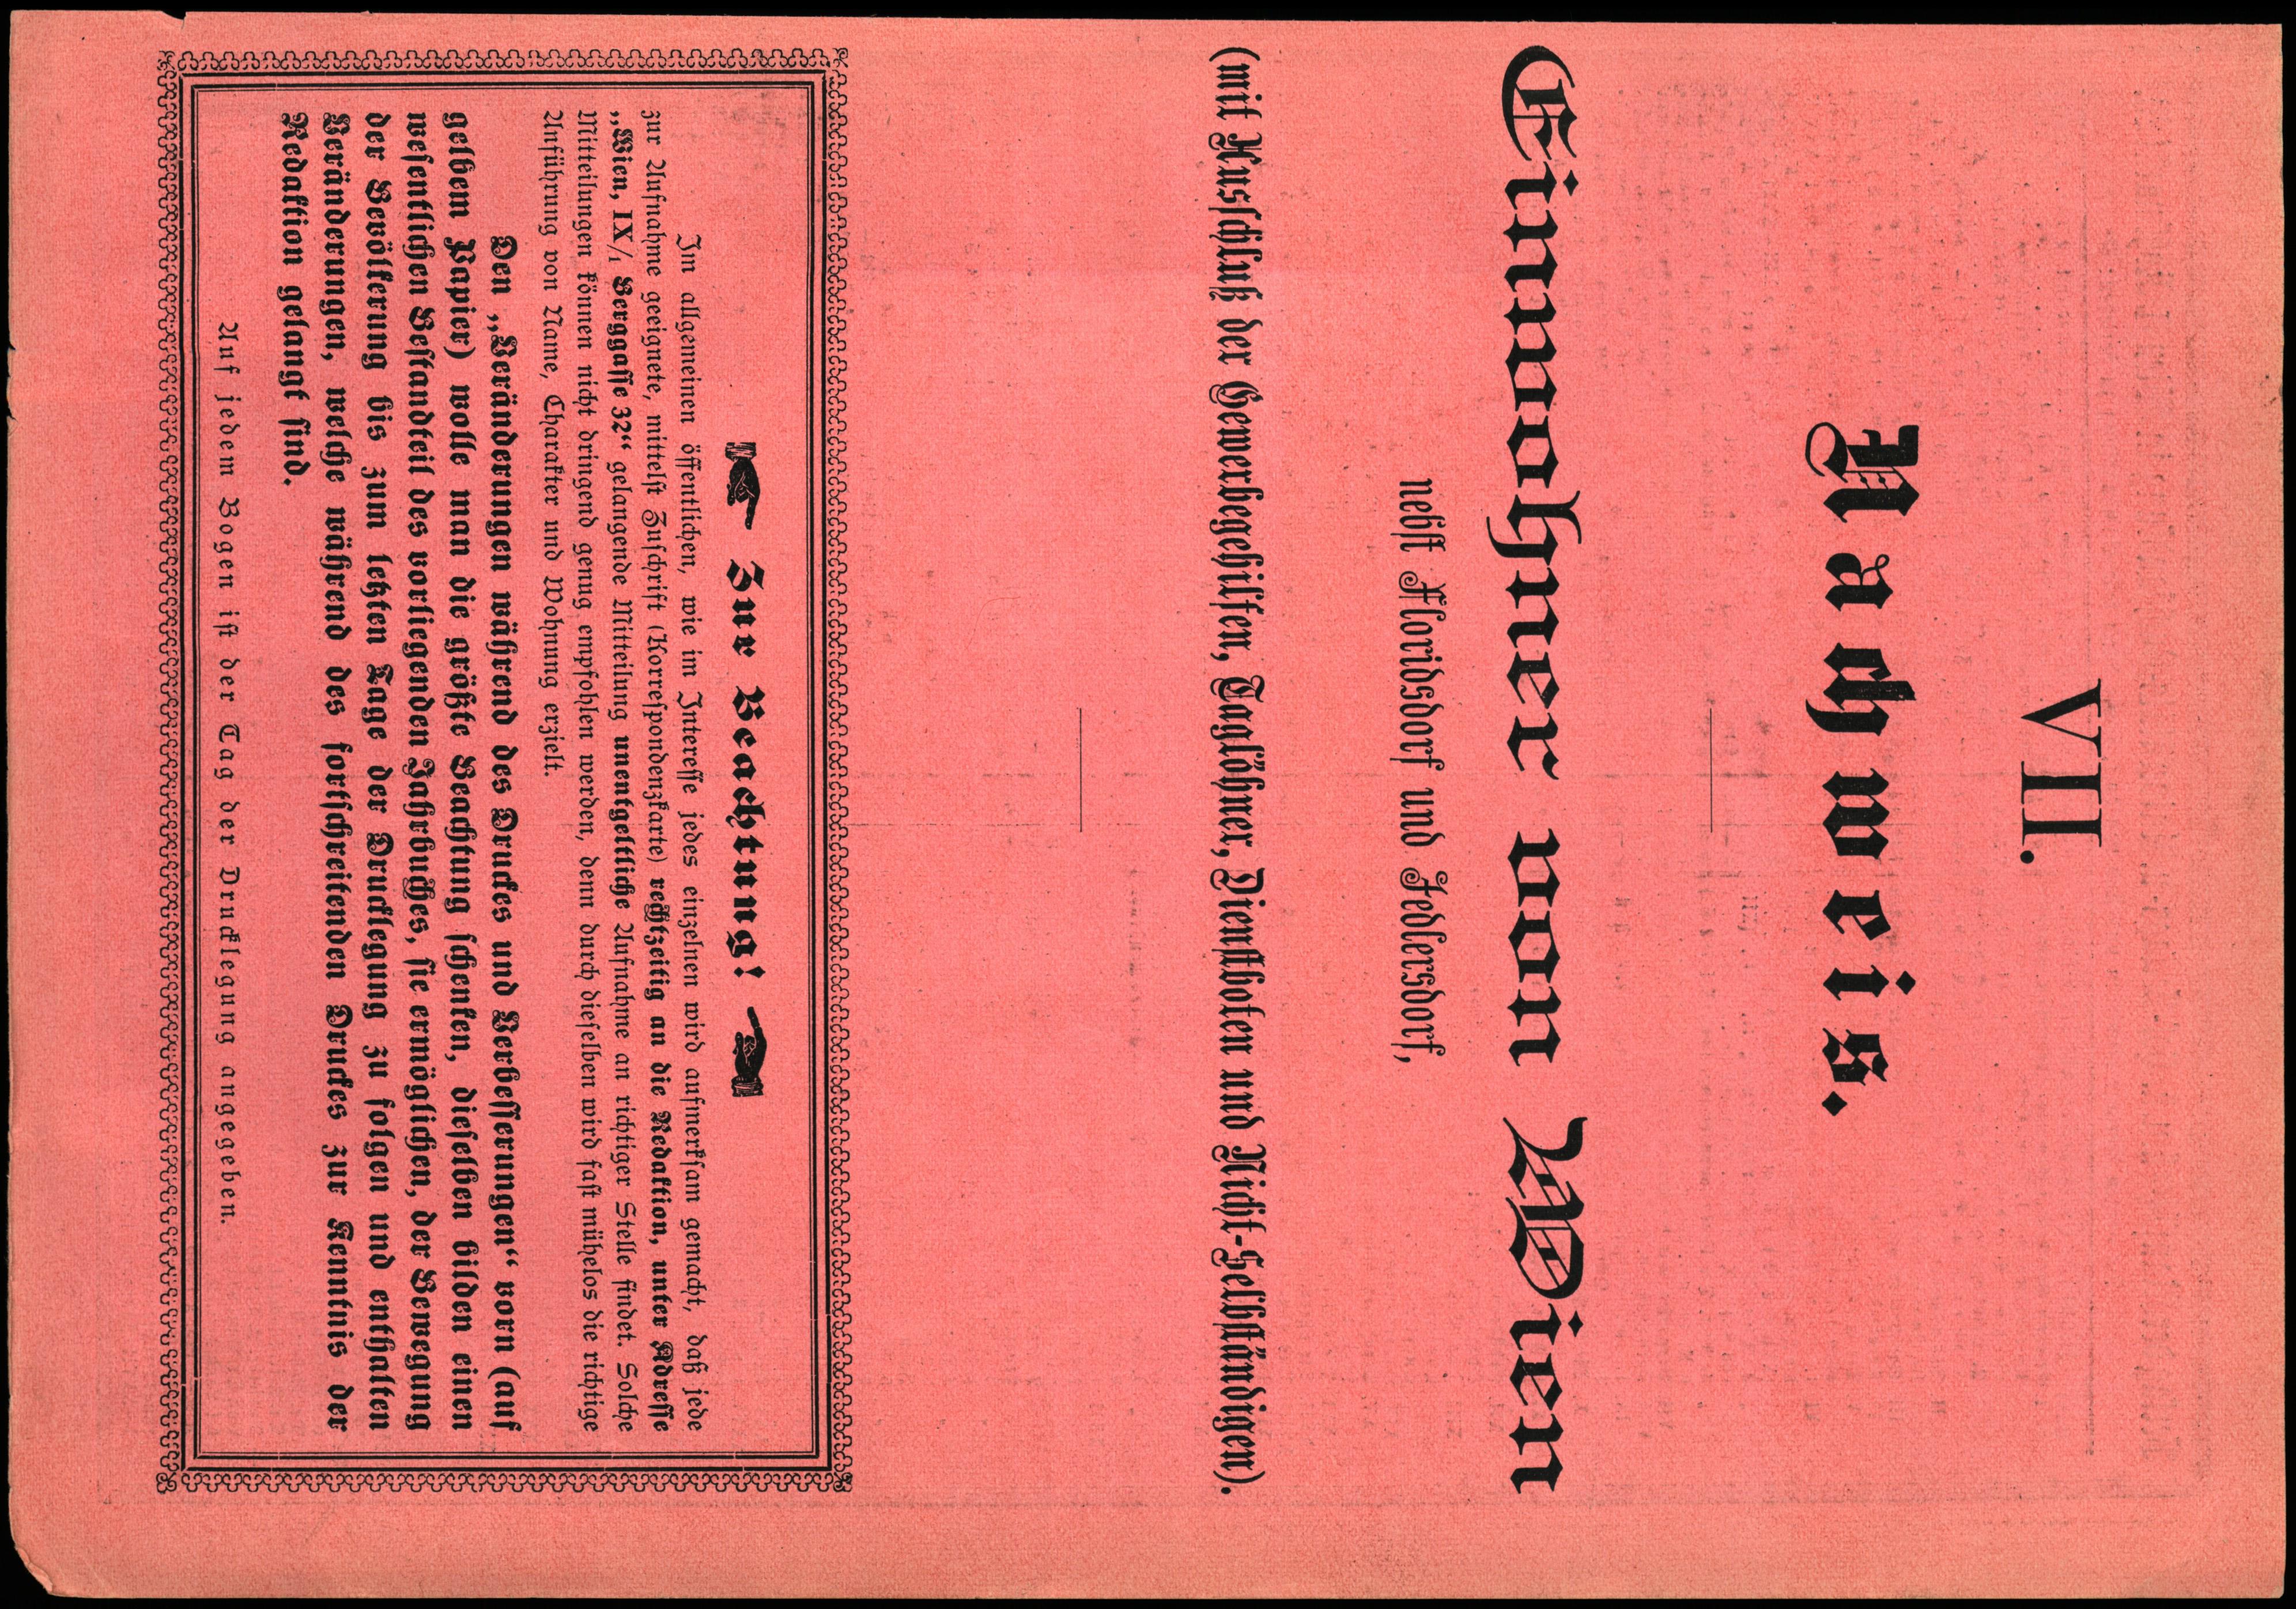 VII.
Nachweis.
Einwohner von Wien
nebst Floridsdorf und Jedlersdorf,
(mit Ausschluß der Gewerbegehilfen, Taglöhner, Dienstboten und Nicht-Selbständigen).
Zur Beachtung!
Im allgemeinen öffentlichen, wie im Interesse jedes einzelnen wird aufmerksam gemacht, daß jede
zur Aufnahme geeignete, mittelst Zuschrift (Korrespondenzkarte) rechtzeitig an die Redaktion, unter Adresse
„Wien, IX/1 Berggasse 32“ gelangende Mitteilung unentgeltliche Aufnahme an richtiger Stelle findet. Solche
Mitteilungen können nicht dringend genug empfohlen werden, denn durch dieselben wird fast mühelos die richtige
Anführung von Name, Charakter und Wohnung erzielt.
Den „Veränderungen während des Druckes und Verbesserungen“ vorn (auf
gelbem Papier) wolle man die größte Beachtung schenken, dieselben bilden einen
wesentlichen Bestandteil des vorliegenden Jahrbuches, sie ermöglichen, der Bewegung
der Bevölkerung bis zum letzten Tage der Drucklegung zu folgen und enthalten
Veränderungen, welche während des fortschreitenden Druckes zur Kenntnis der
Redaktion gelangt sind.
Auf jedem Bogen ist der Tag der Drucklegung angegeben.